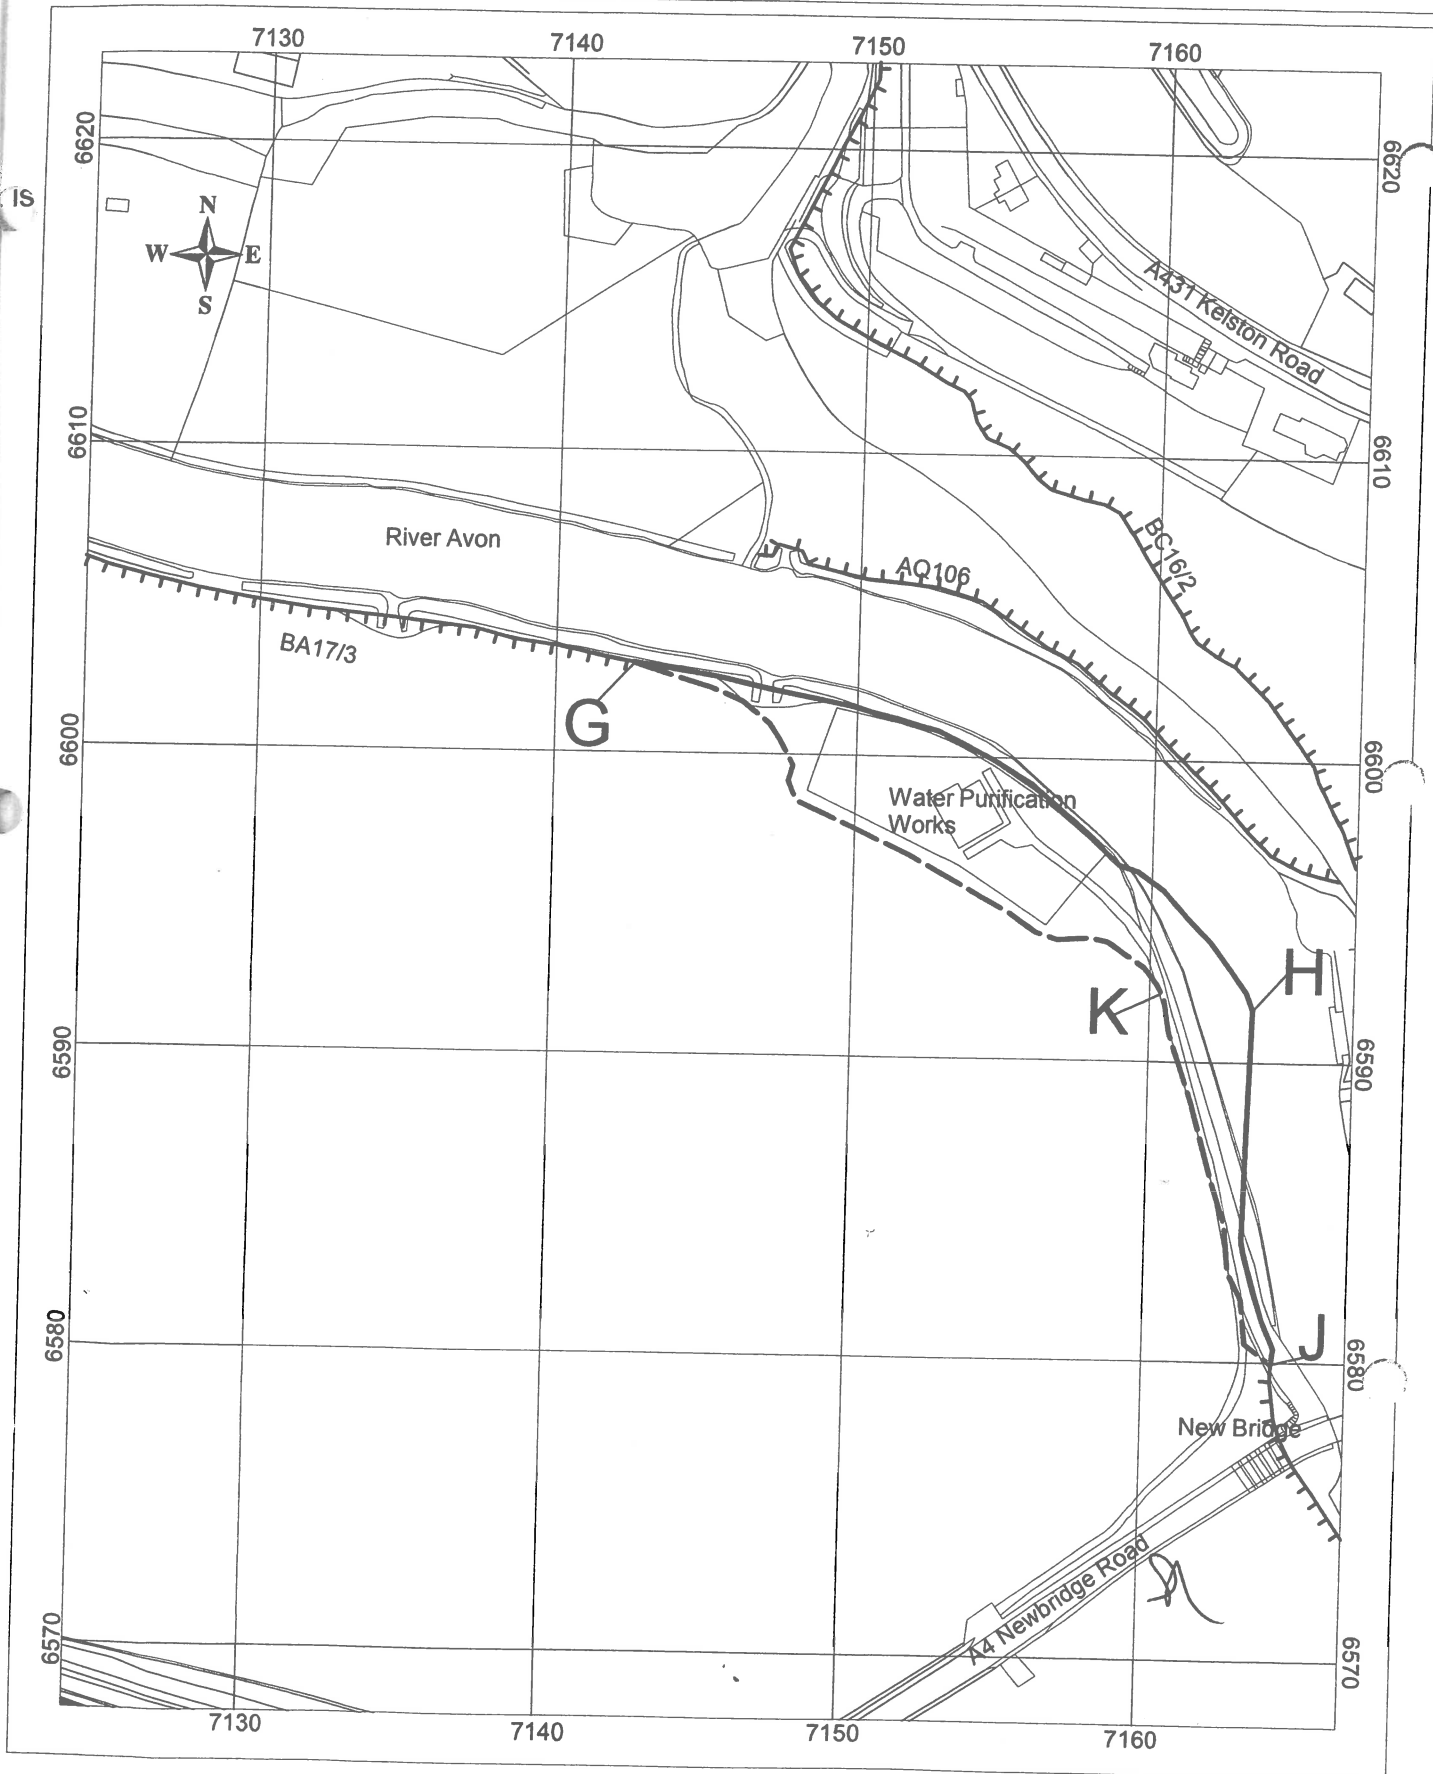 7130 7140 7150 7160
6620 6620
IS
N
W E
S
A431 Kelston Road
6610 6610
River Avon
AQ106
BC16/2
BA17/3
G
6600 6600
Water Purification
Works
H
K
6590 6590
J
6580 6580
New Bridge
A4 Newbridge Road
6570 6570
7130 7140 7150 7160